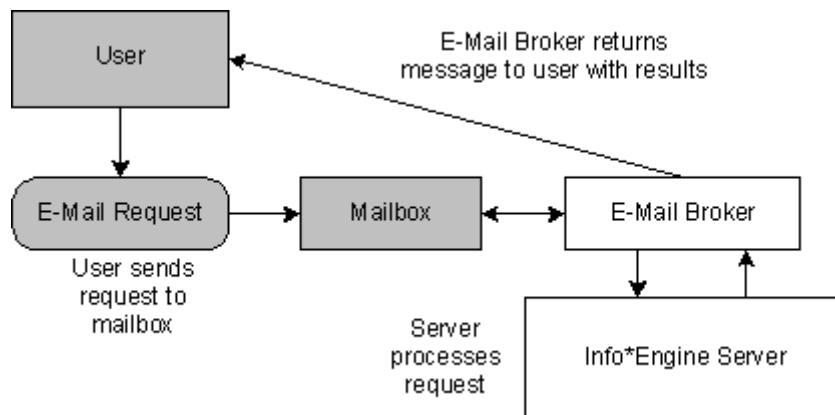 User
E-Mail Broker returns
message to user with results
E-Mail Request
Mailbox
E-Mail Broker
User sends
request to
mailbox
Server
processes
request
Info*Engine Server